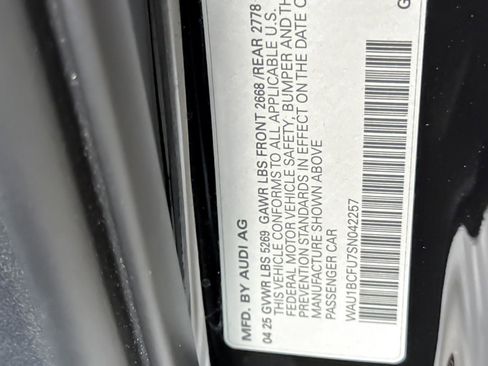 MFD. BY AUDI AG
04 25 GVWR LBS 5269 GAWR LBS FRONT 2668 /REAR 2778
THIS VEHICLE CONFORMS TO ALL APPLICABLE U.S.
FEDERAL MOTOR VEHICLE SAFETY, BUMPER AND TH
PREVENTION STANDARDS IN EFFECT ON THE DATE O
MANUFACTURE SHOWN ABOVE
PASSENGER CAR
WAU1BCFU7SN042257
G